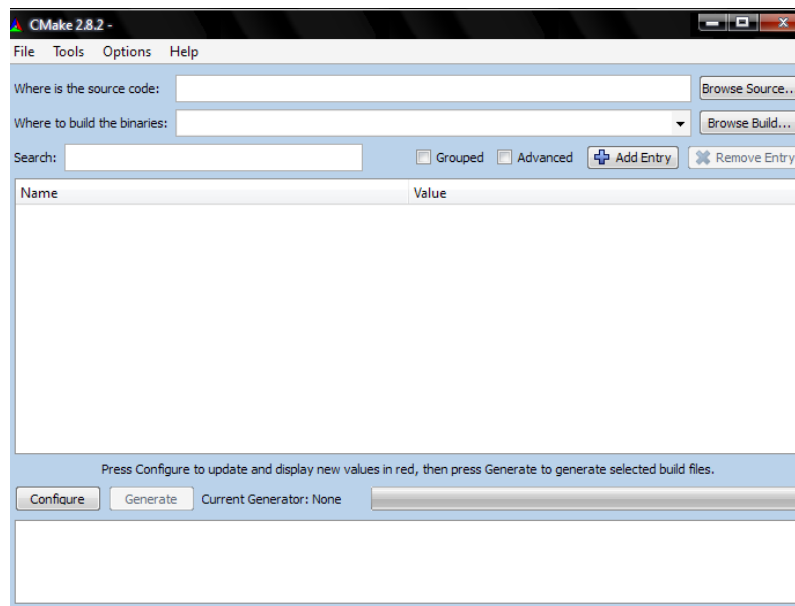 CMake 2.8.2 -
File Tools Options Help
Where is the source code: Browse Source..
Where to build the binaries: Browse Build...
Search: Grouped Advanced Add Entry Remove Entry
Name Value
Press Configure to update and display new values in red, then press Generate to generate selected build files.
Configure Generate Current Generator: None